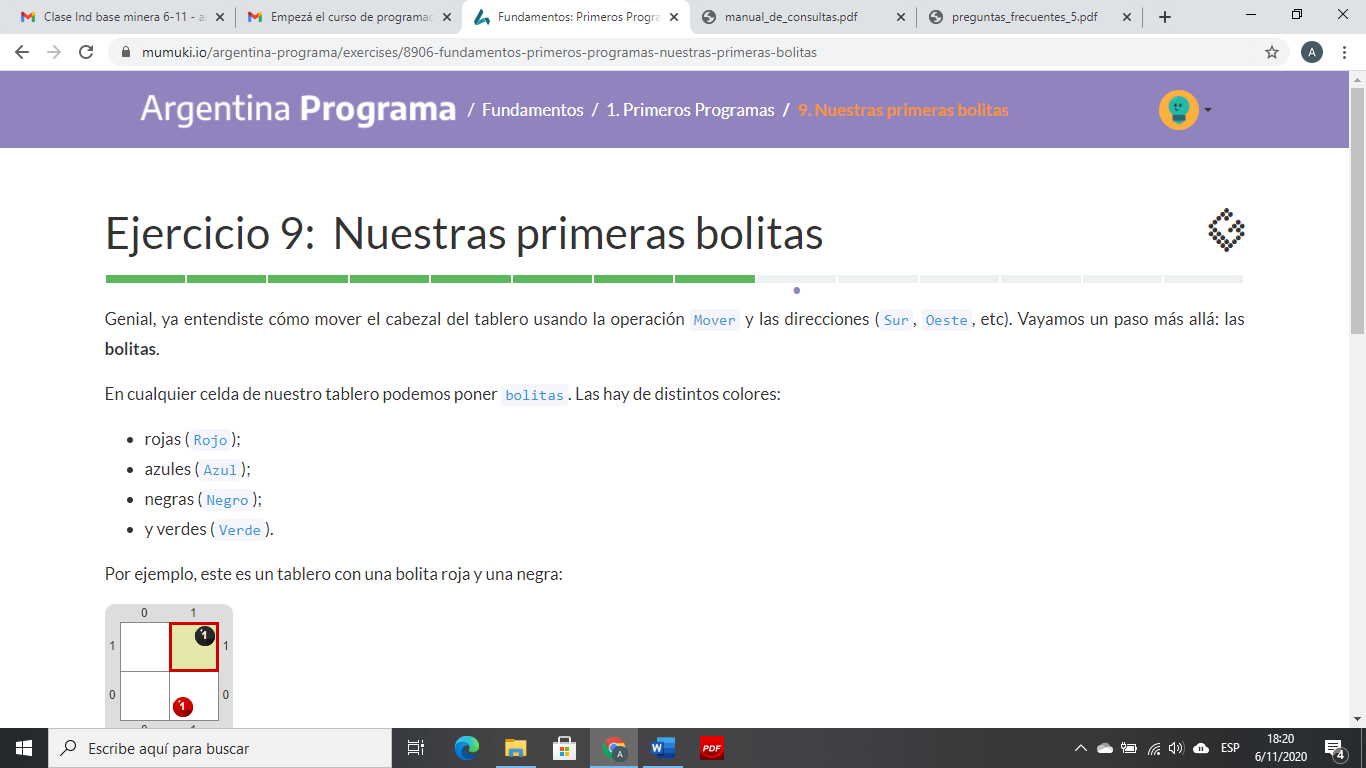 Clase Ind base minera 6-11 - a
Empezá el curso de programac
Fundamentos: Primeros Progra
manual_de_consultas.pdf
preguntas_frecuentes_5.pdf
mumuki.io/argentina-programa/exercises/8906-fundamentos-primeros-programas-nuestras-primeras-bolitas
A
Argentina Programa / Fundamentos / 1. Primeros Programas / 9. Nuestras primeras bolitas
Ejercicio 9: Nuestras primeras bolitas
Genial, ya entendiste cómo mover el cabezal del tablero usando la operación Mover y las direcciones ( Sur , Oeste , etc). Vayamos un paso más allá: las
bolitas.
En cualquier celda de nuestro tablero podemos poner bolitas . Las hay de distintos colores:
• rojas ( Rojo );
• azules ( Azul );
• negras ( Negro );
• y verdes ( Verde ).
Por ejemplo, este es un tablero con una bolita roja y una negra:
0 1
1 1 1
0 1 0
Escribe aquí para buscar
A
W
PDF
ESP
18:20
6/11/2020
4